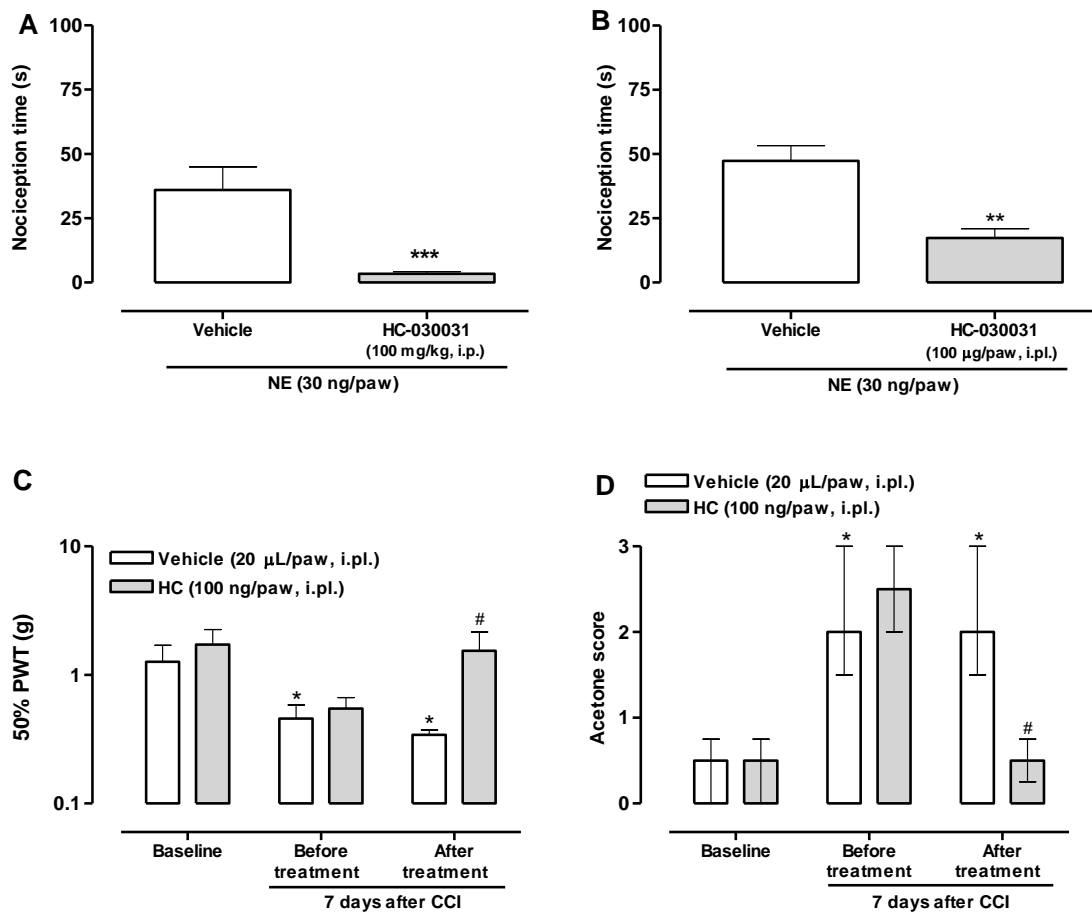 A
Nociception time (s)
100
75
50
25
0
***
Vehicle
HC-030031
(100 mg/kg, i.p.)
NE (30 ng/paw)
B
Nociception time (s)
100
75
50
25
0
**
Vehicle
HC-030031
(100 µg/paw, i.pl.)
NE (30 ng/paw)
C
50% PWT (g)
10
1
0.1
Vehicle (20 µL/paw, i.pl.)
HC (100 ng/paw, i.pl.)
*
*
#
Baseline
Before
treatment
After
treatment
7 days after CCI
D
Vehicle (20 µL/paw, i.pl.)
HC (100 ng/paw, i.pl.)
Acetone score
3
2
1
0
*
*
#
Baseline
Before
treatment
After
treatment
7 days after CCI